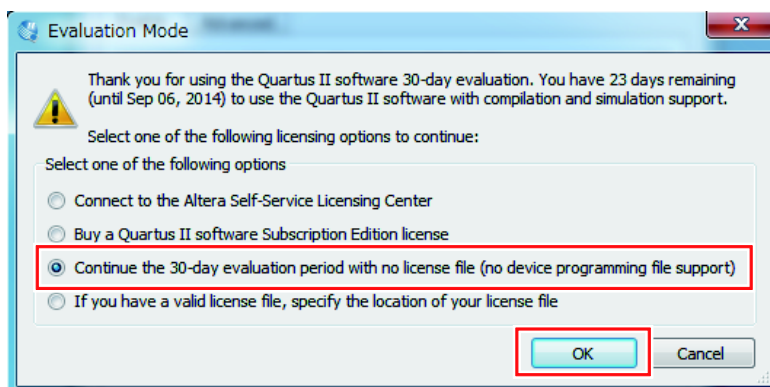 Evaluation Mode
Thank you for using the Quartus II software 30-day evaluation. You have 23 days remaining
(until Sep 06, 2014) to use the Quartus II software with compilation and simulation support.
Select one of the following licensing options to continue:
Select one of the following options
Connect to the Altera Self-Service Licensing Center
Buy a Quartus II software Subscription Edition license
Continue the 30-day evaluation period with no license file (no device programming file support)
If you have a valid license file, specify the location of your license file
OK Cancel